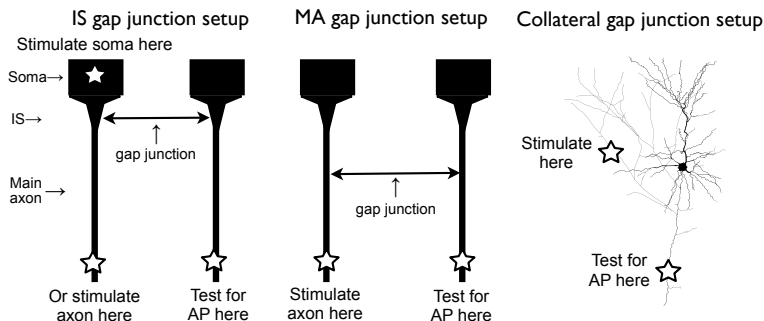 IS gap junction setup
Stimulate soma here
Soma→
IS→
gap junction
Main
axon
Or stimulate
axon here
Test for
AP here
MA gap junction setup
gap junction
Stimulate
axon here
Test for
AP here
Collateral gap junction setup
Stimulate
here
Test for
AP here